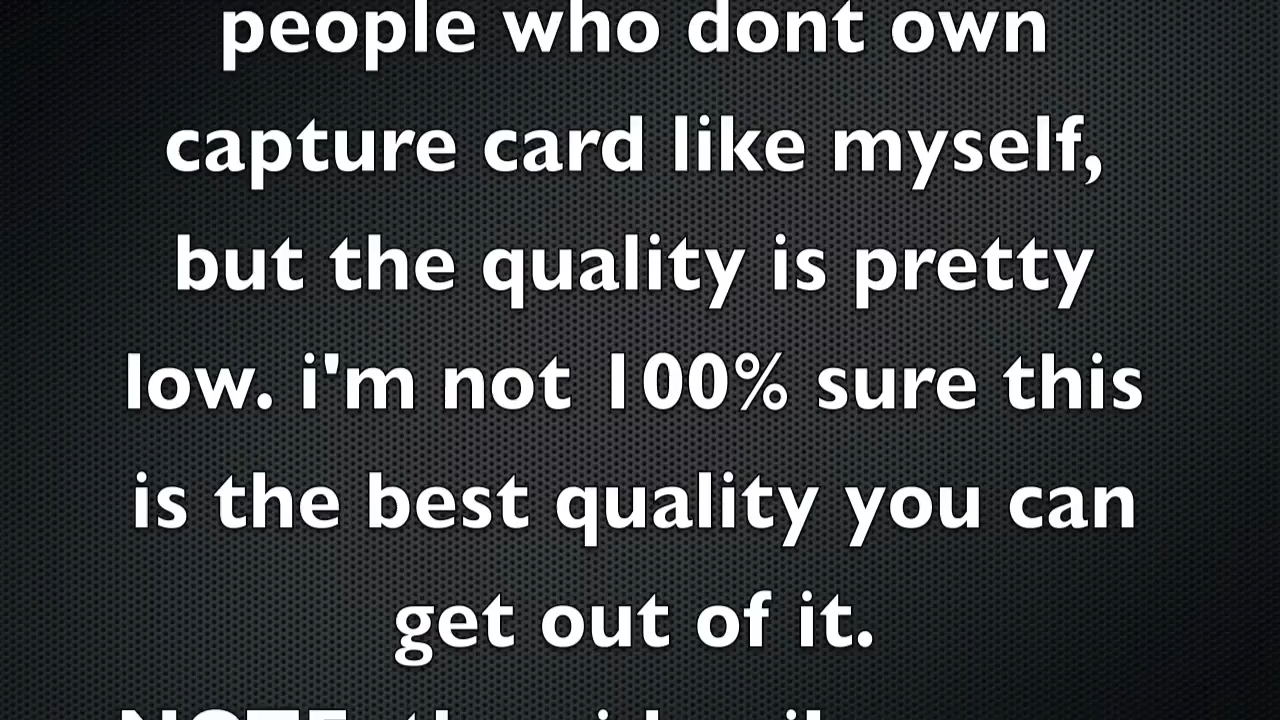 people who dont own
capture card like myself,
but the quality is pretty
low. i'm not 100% sure this
is the best quality you can
get out of it.